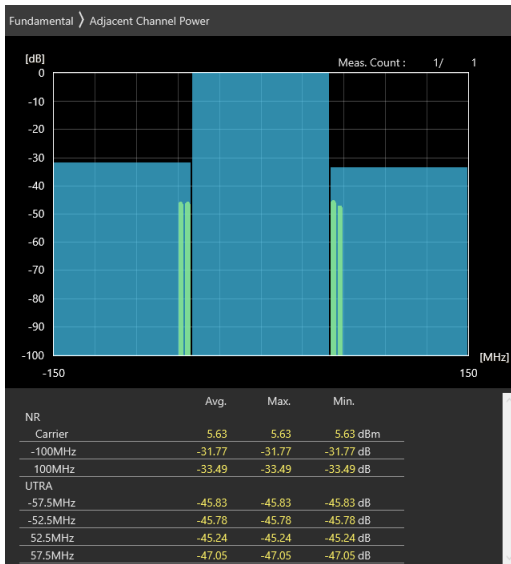 Fundamental 〉 Adjacent Channel Power
[dB]
Meas. Count : 1/ 1
0
-10
-20
-30
-40
-50
-60
-70
-80
-90
-100
[MHz]
-150 150
Avg. Max. Min.
NR
Carrier 5.63 5.63 5.63 dBm
-100MHz -31.77 -31.77 -31.77 dB
100MHz -33.49 -33.49 -33.49 dB
UTRA
-57.5MHz -45.83 -45.83 -45.83 dB
-52.5MHz -45.78 -45.78 -45.78 dB
52.5MHz -45.24 -45.24 -45.24 dB
57.5MHz -47.05 -47.05 -47.05 dB